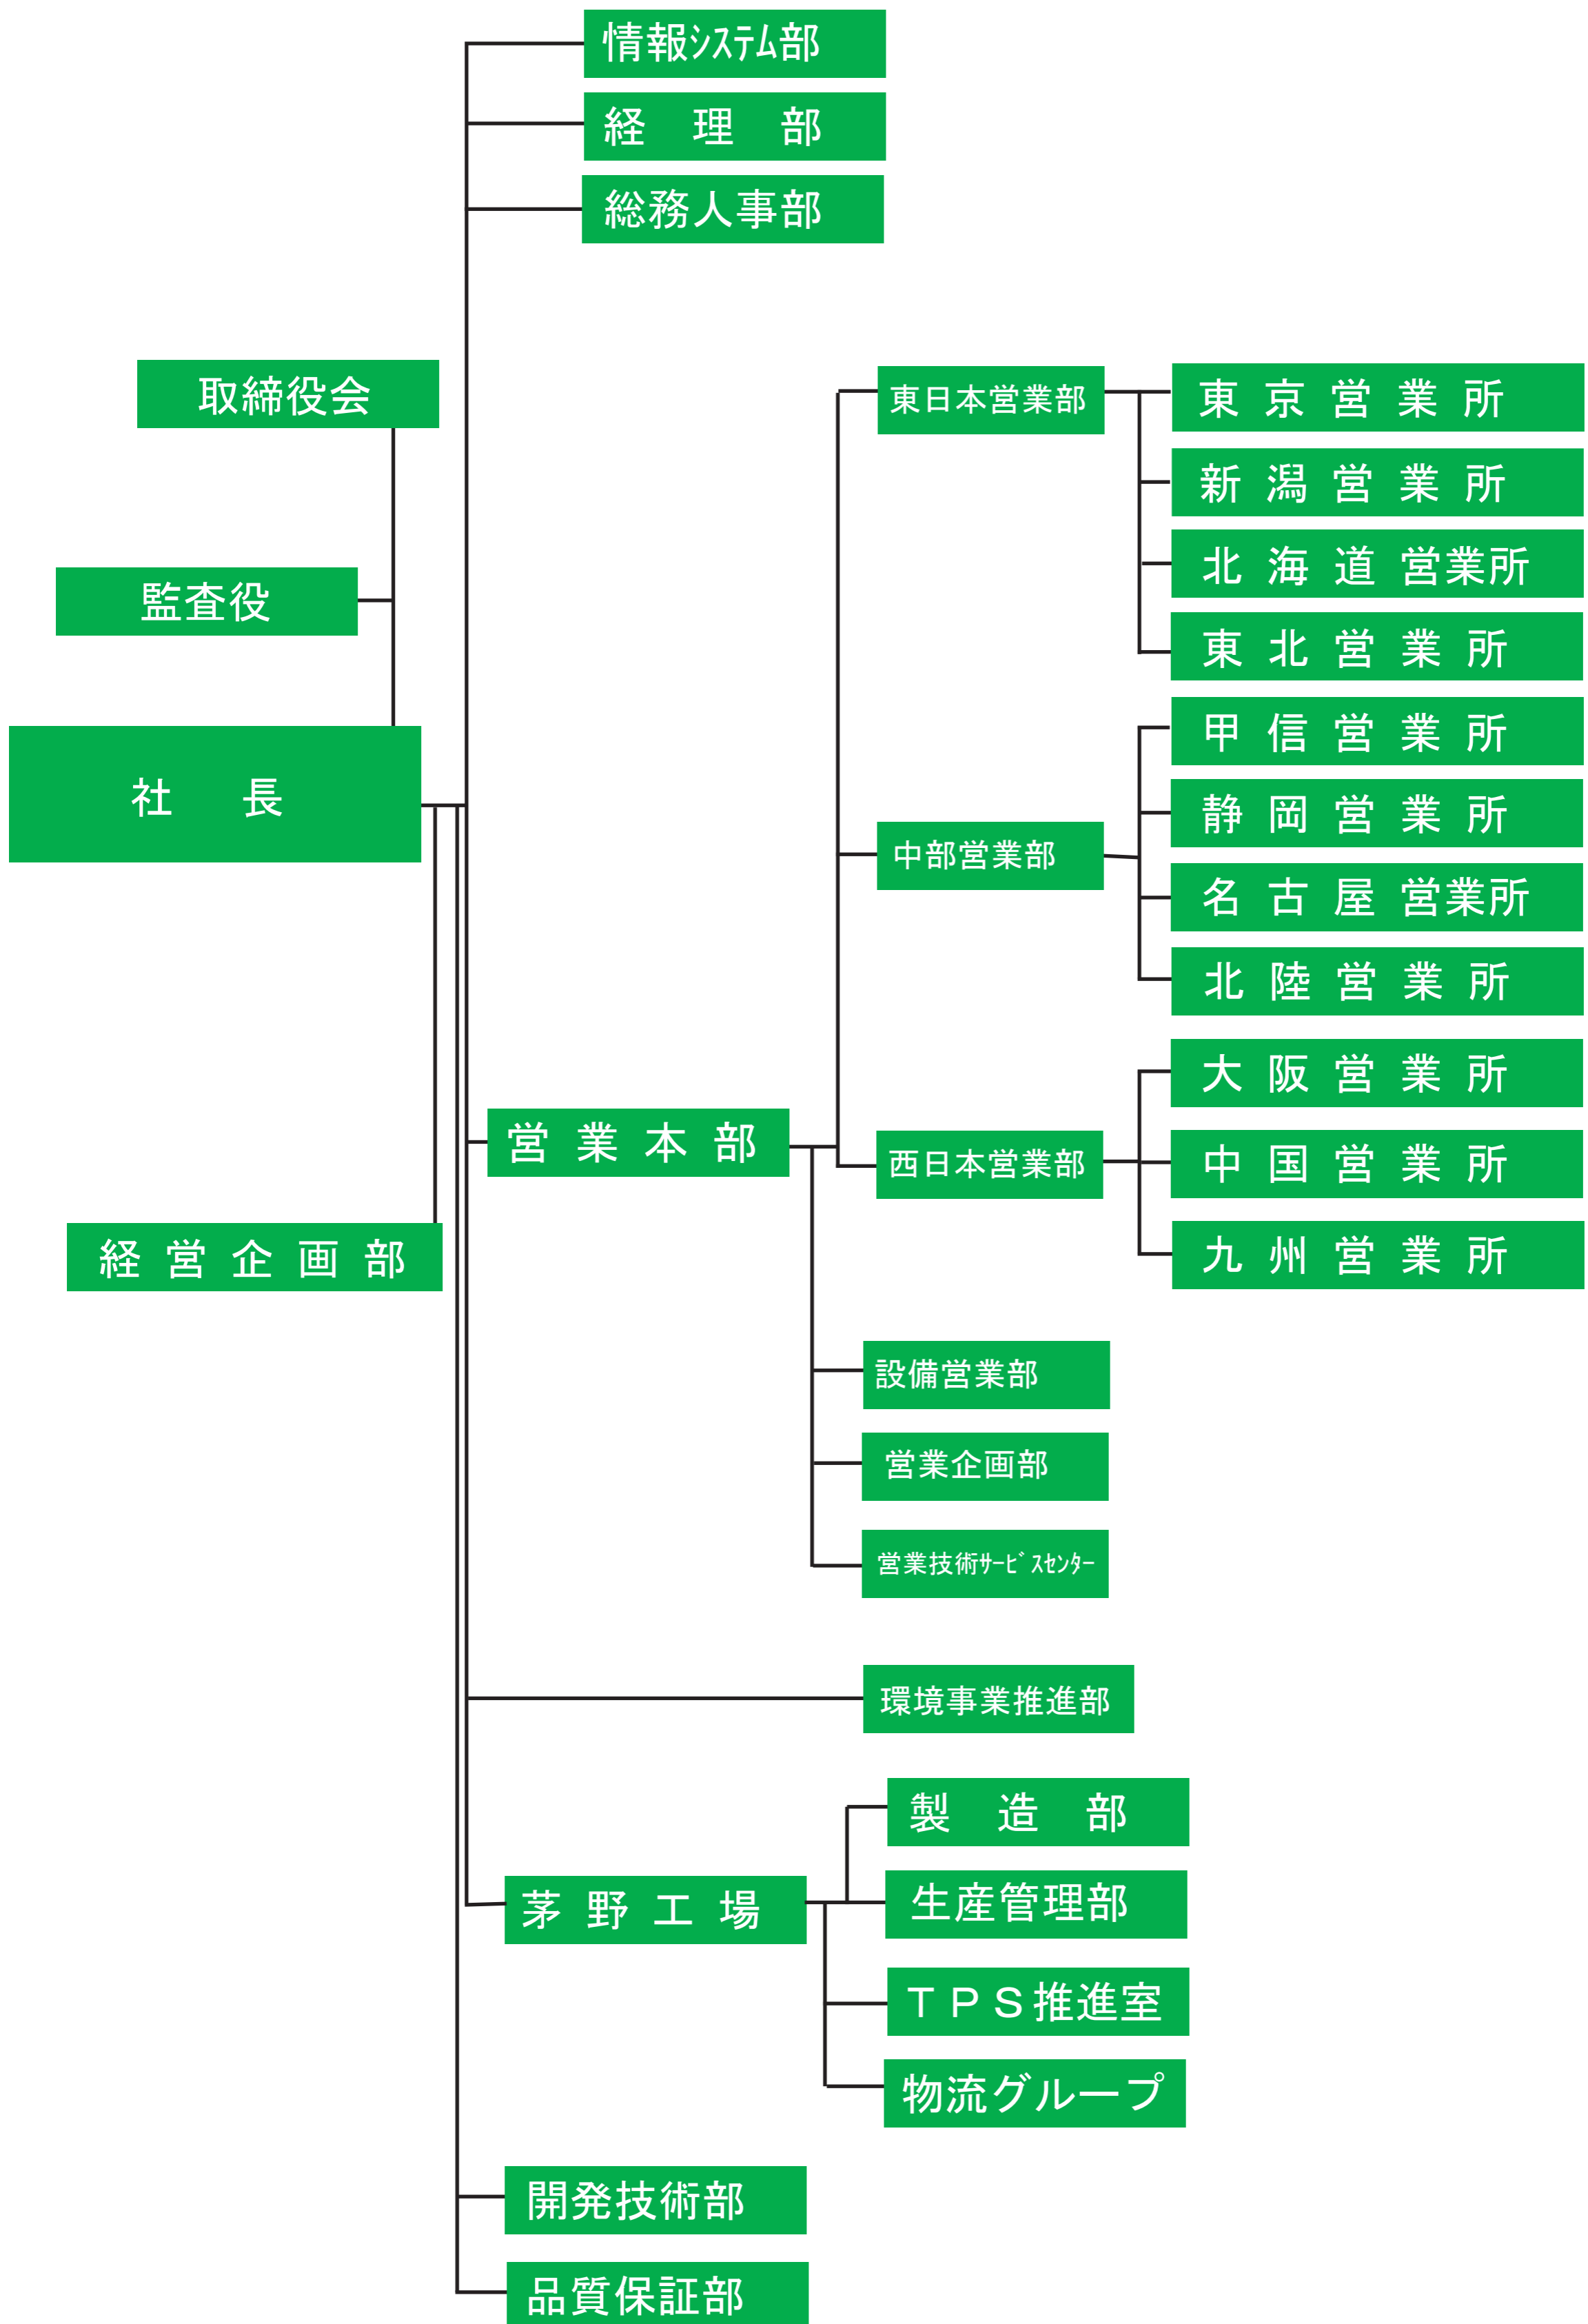 情報システム部
経　理　部
総務人事部
取締役会
監査役
社　長
経 営 企 画 部
営 業 本 部
東日本営業部
東 京 営 業 所
新 潟 営 業 所
北 海 道 営業所
東 北 営 業 所
中部営業部
甲 信 営 業 所
静 岡 営 業 所
名 古 屋 営業所
北 陸 営 業 所
西日本営業部
大 阪 営 業 所
中 国 営 業 所
九 州 営 業 所
設備営業部
営業企画部
営業技術ｻｰﾋﾞｽｾﾝﾀｰ
環境事業推進部
茅 野 工 場
製　造　部
生産管理部
ＴＰＳ推進室
物流グループ
開発技術部
品質保証部